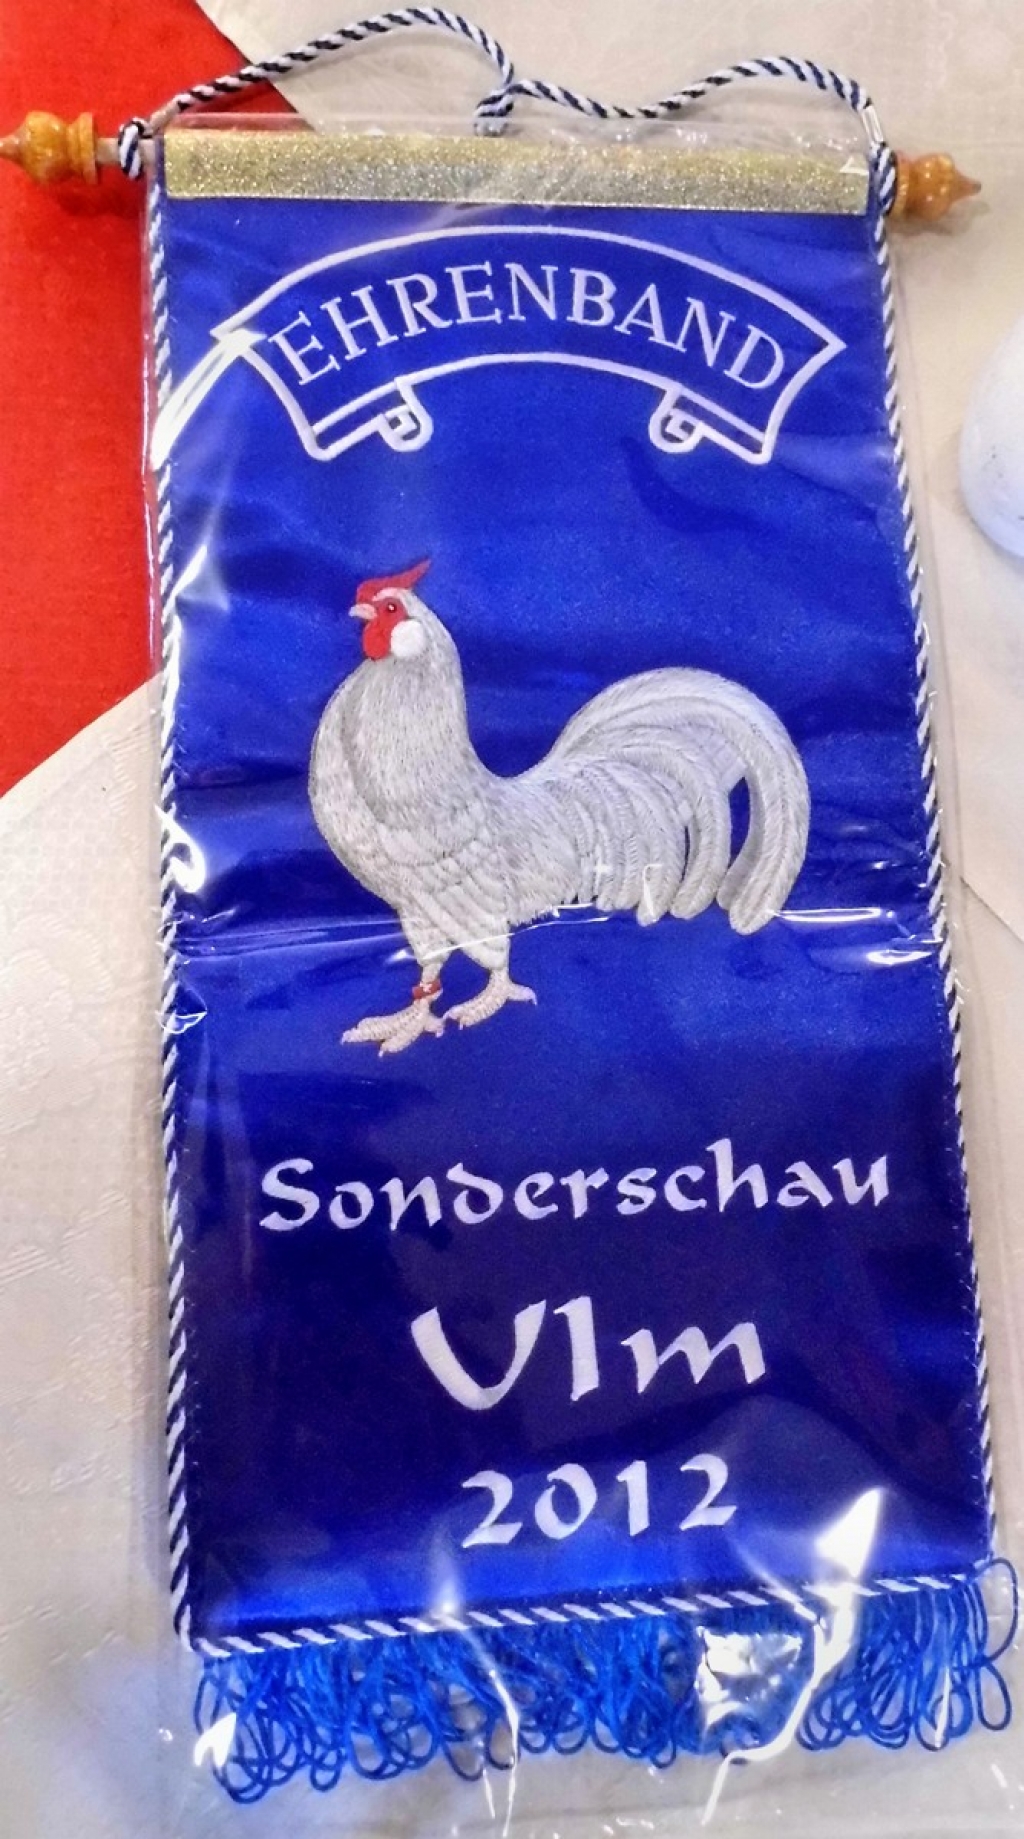 EHRENBAND
Sonderschau
Ulm
2012